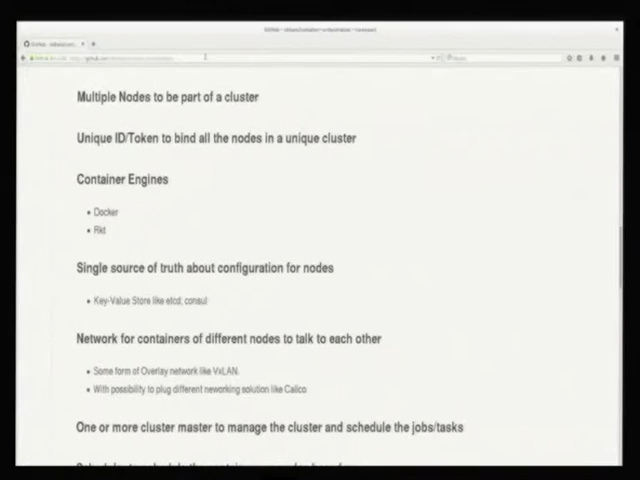 Multiple Nodes to be part of a cluster
Unique ID/Token to bind all the nodes in a unique cluster
Container Engines
• Docker
• Rkt
Single source of truth about configuration for nodes
• Key-Value Store like etcd; consul
Network for containers of different nodes to talk to each other
• Some form of Overlay network like VxLAN.
• With possibility to plug different neworking solution like Calico
One or more cluster master to manage the cluster and schedule the jobs/tasks